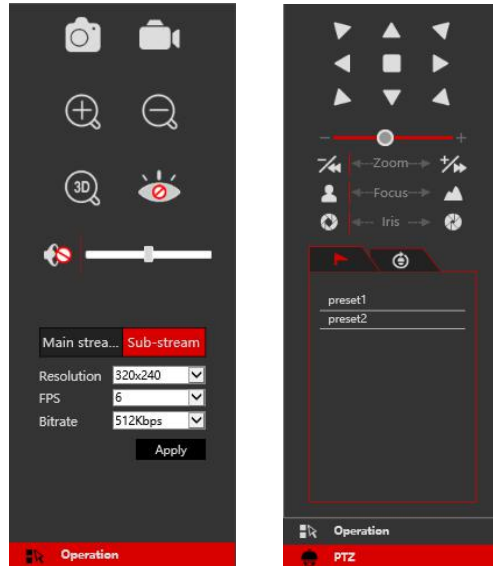 3D
Main strea... Sub-stream
Resolution 320x240
FPS 6
Bitrate 512Kbps
Apply
Operation
Zoom
Focus
Iris
preset1
preset2
Operation
PTZ